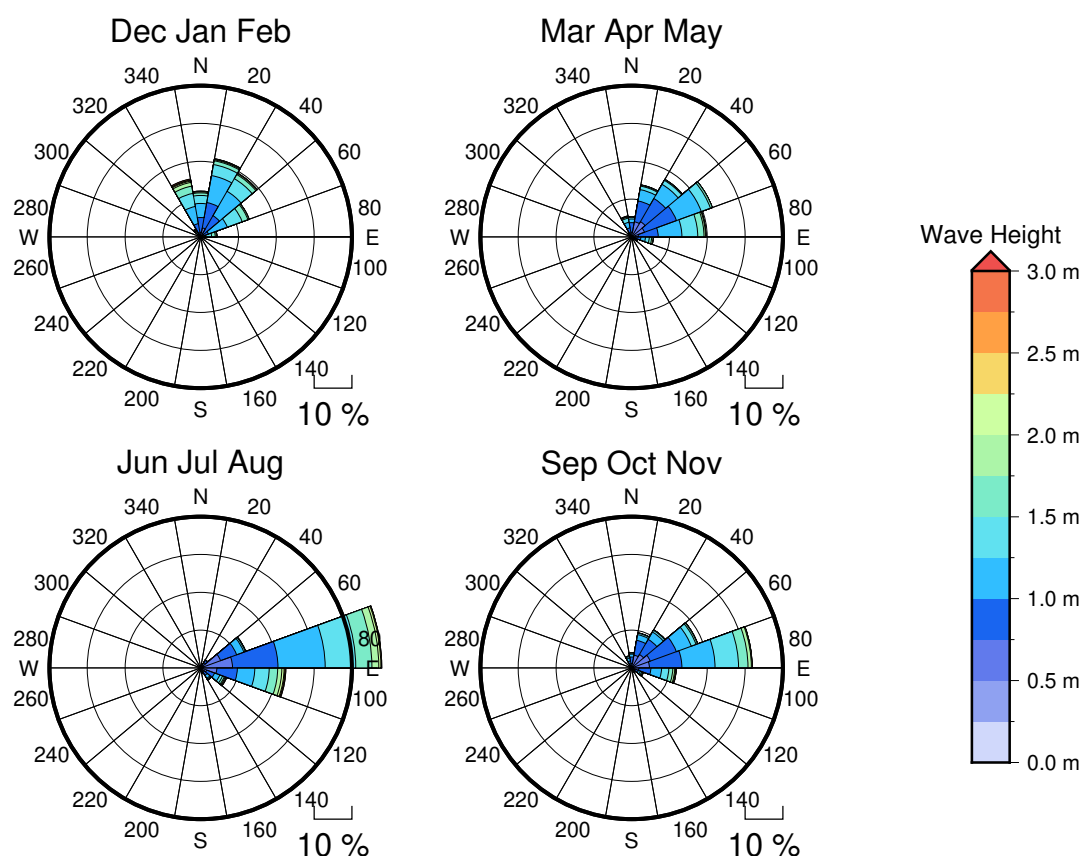 Dec Jan Feb
N
20
40
60
80
E
100
120
140
160
S
200
220
240
260
W
280
300
320
340
10 %
Mar Apr May
N
20
40
60
80
E
100
120
140
160
S
200
220
240
260
W
280
300
320
340
10 %
Jun Jul Aug
N
20
40
60
80
E
100
120
140
160
S
200
220
240
260
W
280
300
320
340
10 %
Sep Oct Nov
N
20
40
60
80
E
100
120
140
160
S
200
220
240
260
W
280
300
320
340
10 %
Wave Height
3.0 m
2.5 m
2.0 m
1.5 m
1.0 m
0.5 m
0.0 m